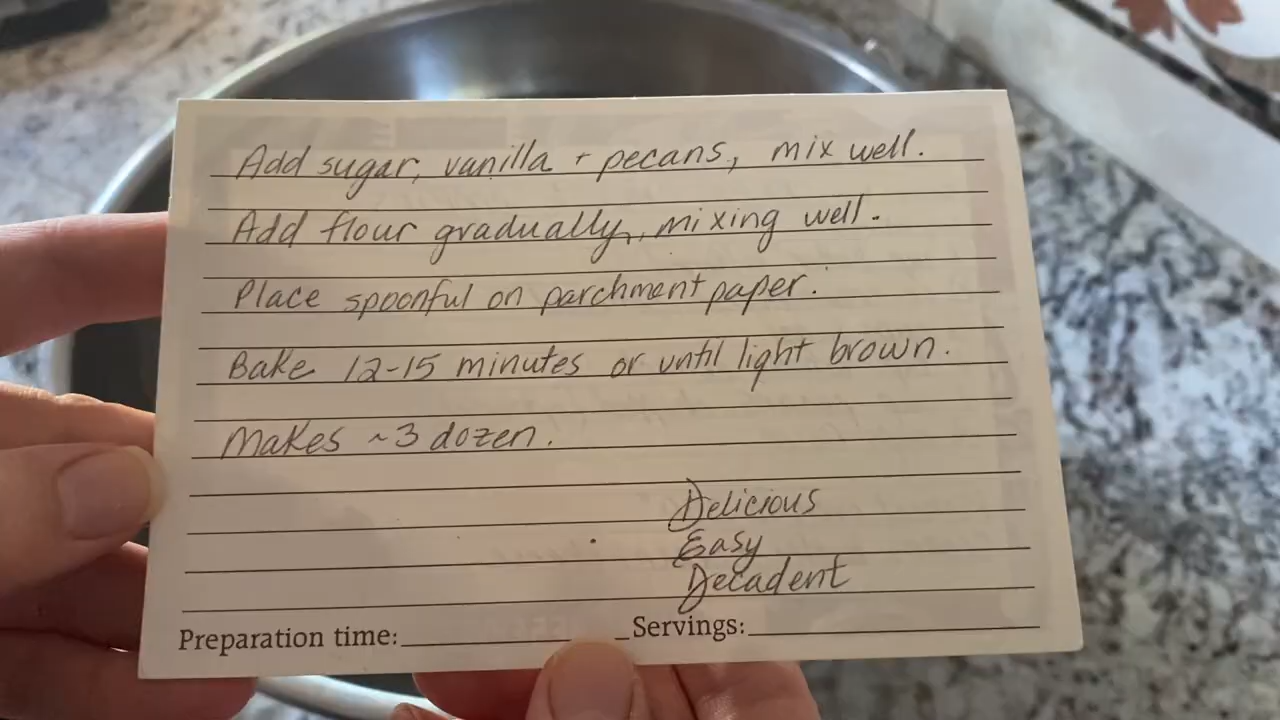 Add sugar, vanilla + pecans, mix well.
Add flour gradually, mixing well.
Place spoonful on parchment paper.
Bake 12-15 minutes or until light brown.
Makes ~3 dozen.
Delicious
Easy
Decadent
Preparation time: Servings: